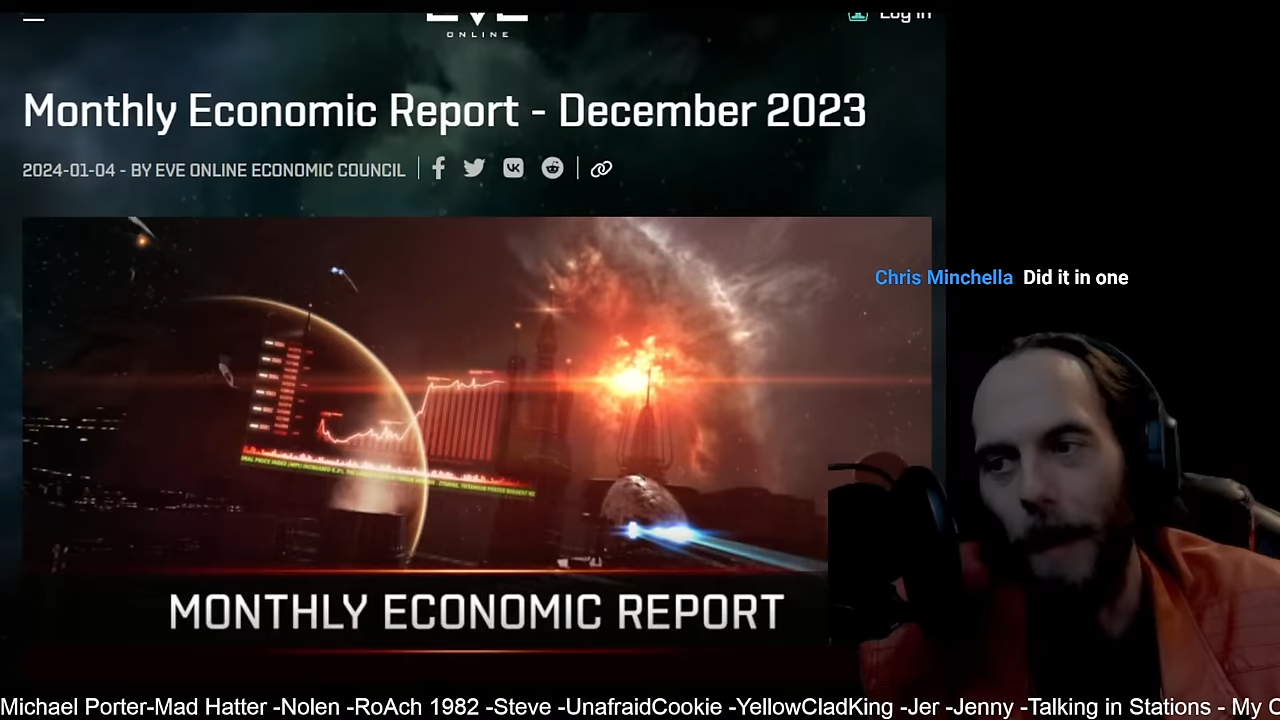 EVE
Log in
ONLINE
Monthly Economic Report - December 2023
2024-01-04 - BY EVE ONLINE ECONOMIC COUNCIL
Chris Minchella Did it in one
MONTHLY ECONOMIC REPORT
Michael Porter-Mad Hatter -Nolen -RoAch 1982 -Steve -UnafraidCookie -YellowCladKing -Jer -Jenny -Talking in Stations - My C